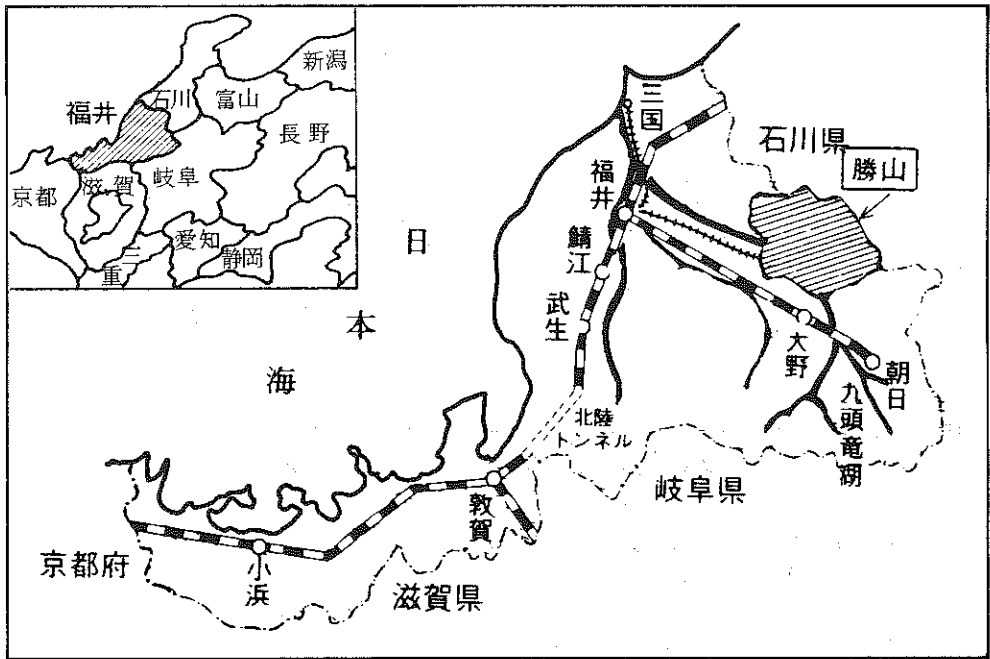 新潟
石川
富山
福井
長野
岐阜
京都
滋賀
愛知
静岡
三重
三国
石川県
勝山
福井
鯖江
武生
大野
朝日
九頭竜湖
北陸
トンネル
日本海
敦賀
岐阜県
小浜
京都府
滋賀県